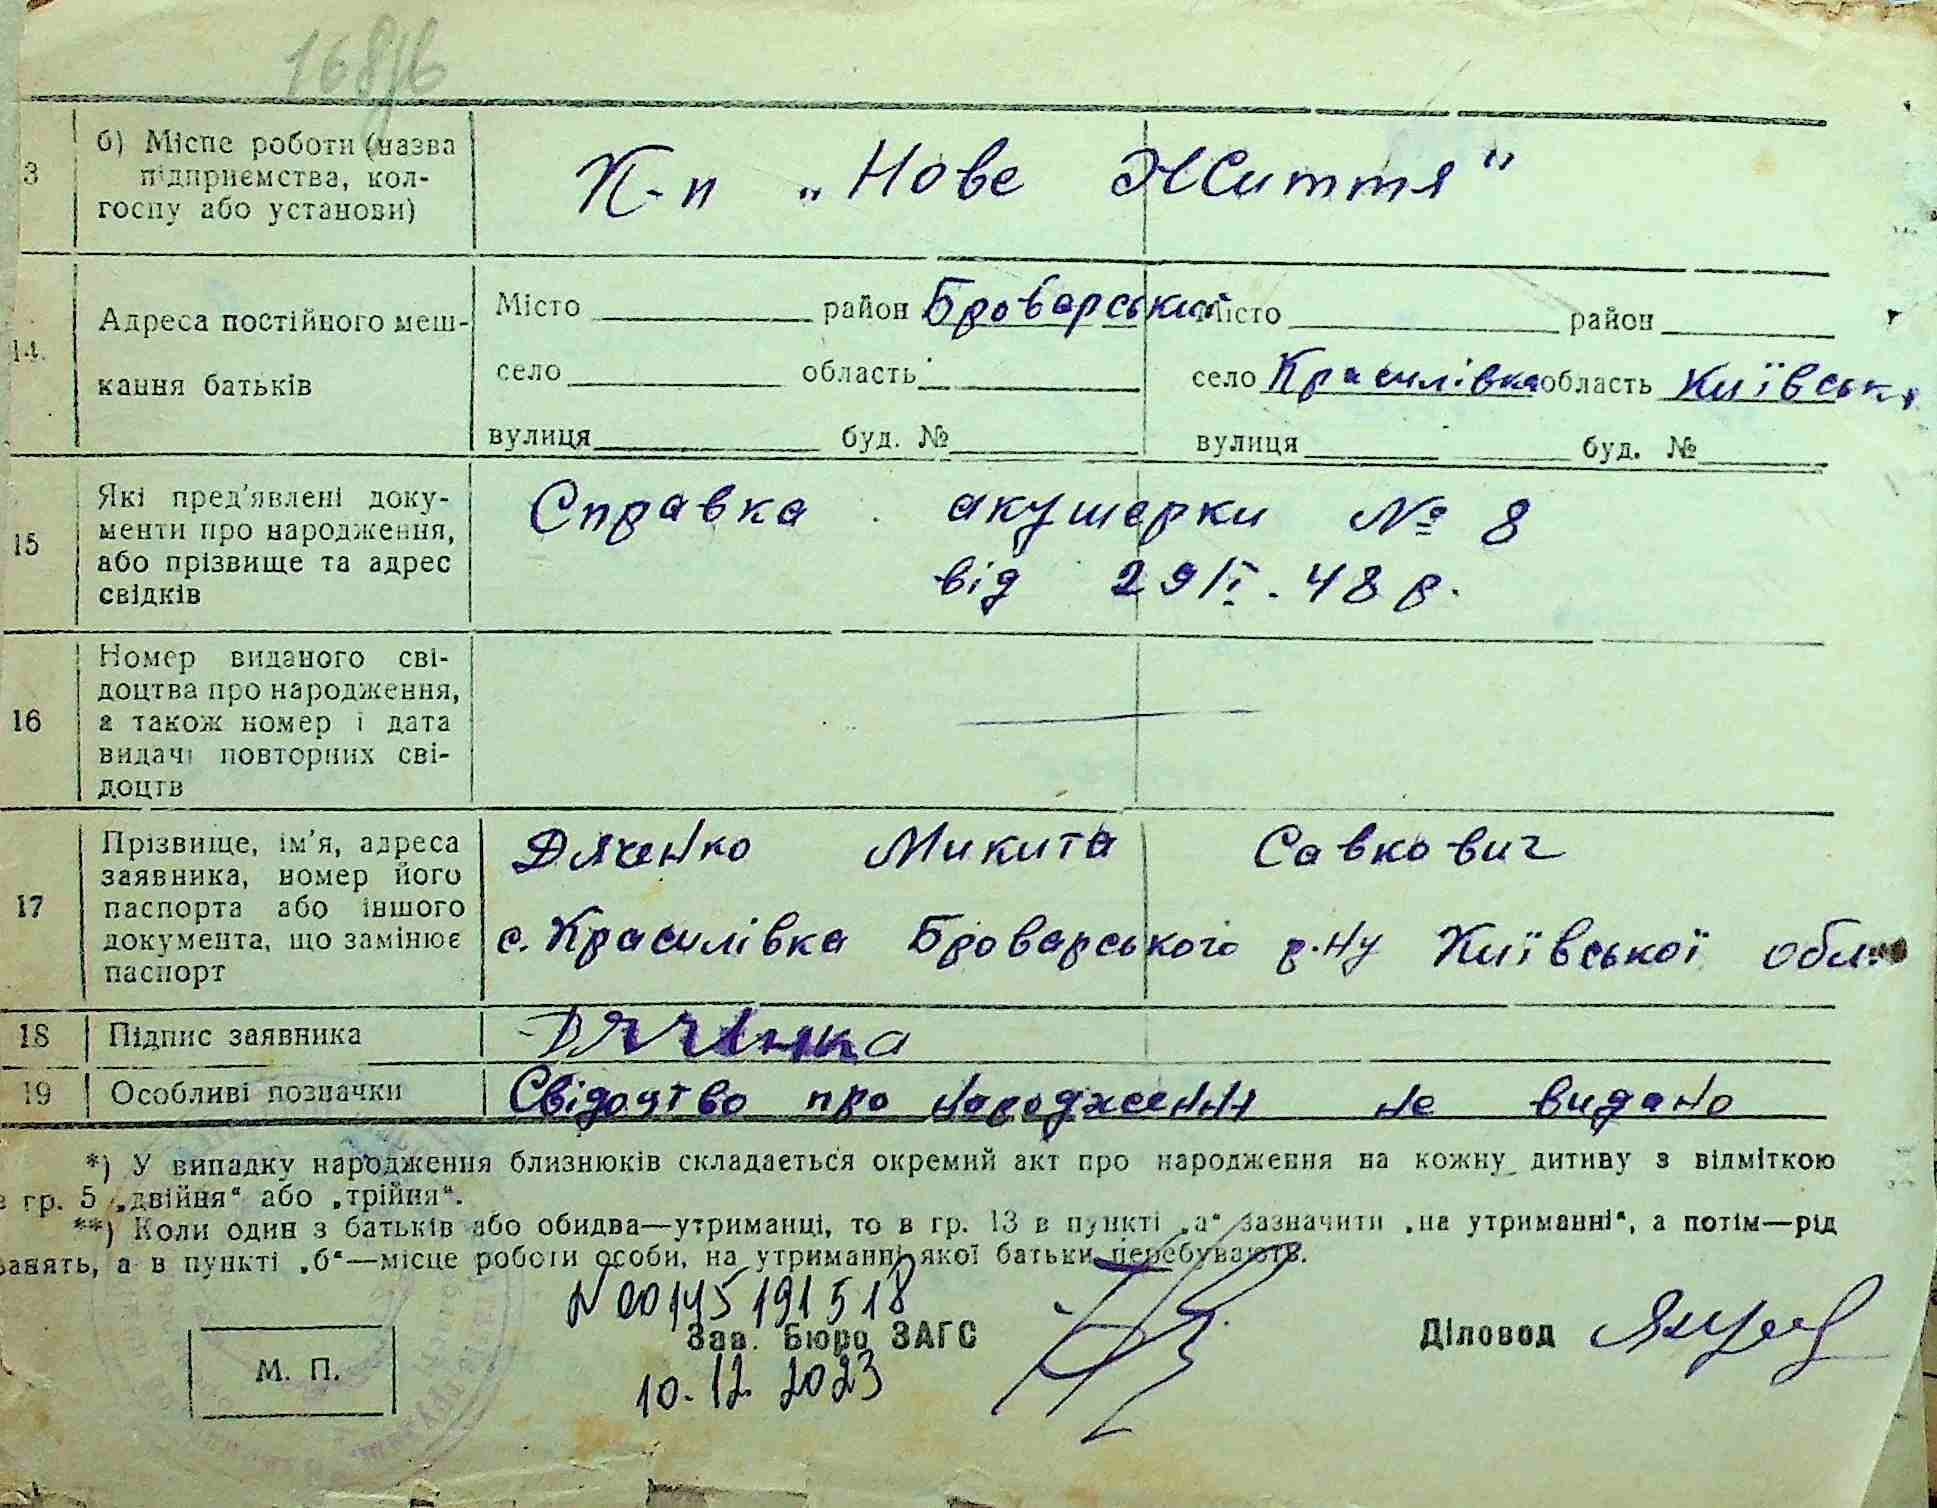 168/6
3
б) Місце роботи (назва
підприємства, кол-
госпу або установи)
К-п „Нове Життя"
14.
Адреса постійного меш-
кання батьків
Місто район Броварський Місто район
село область село Красилівка область Київськ.
вулиця буд. № вулиця буд. №
15
Які пред'явлені доку-
менти про народження,
або прізвище та адрес
свідків
Справка акушерки № 8
від 29/I. 48 р.
16
Номер виданого сві-
доцтва про народження,
а також номер і дата
видачі повторних сві-
доцтв
—
17
Прізвище, ім'я, адреса
заявника, номер його
паспорта або іншого
документа, що замінює
паспорт
Дяченко Микита Савкович
с. Красилівка Броварського р-ну Київської обл.
18 Підпис заявника
Дячинка
19 Особливі позначки
Свідоцтво про народження не видано
*) У випадку народження близнюків складається окремий акт про народження на кожну дитину з відміткою
в гр. 5 „двійня“ або „трійня“.
**) Коли один з батьків або обидва—утриманці, то в гр. 13 в пункті „а“ зазначити „на утриманні“, а потім—рід
занять, а в пункті „б“—місце роботи особи, на утриманні якої батьки перебувають.
N 00145191518
Зав. Бюро ЗАГС
Діловод
10.12.2023
М. П.